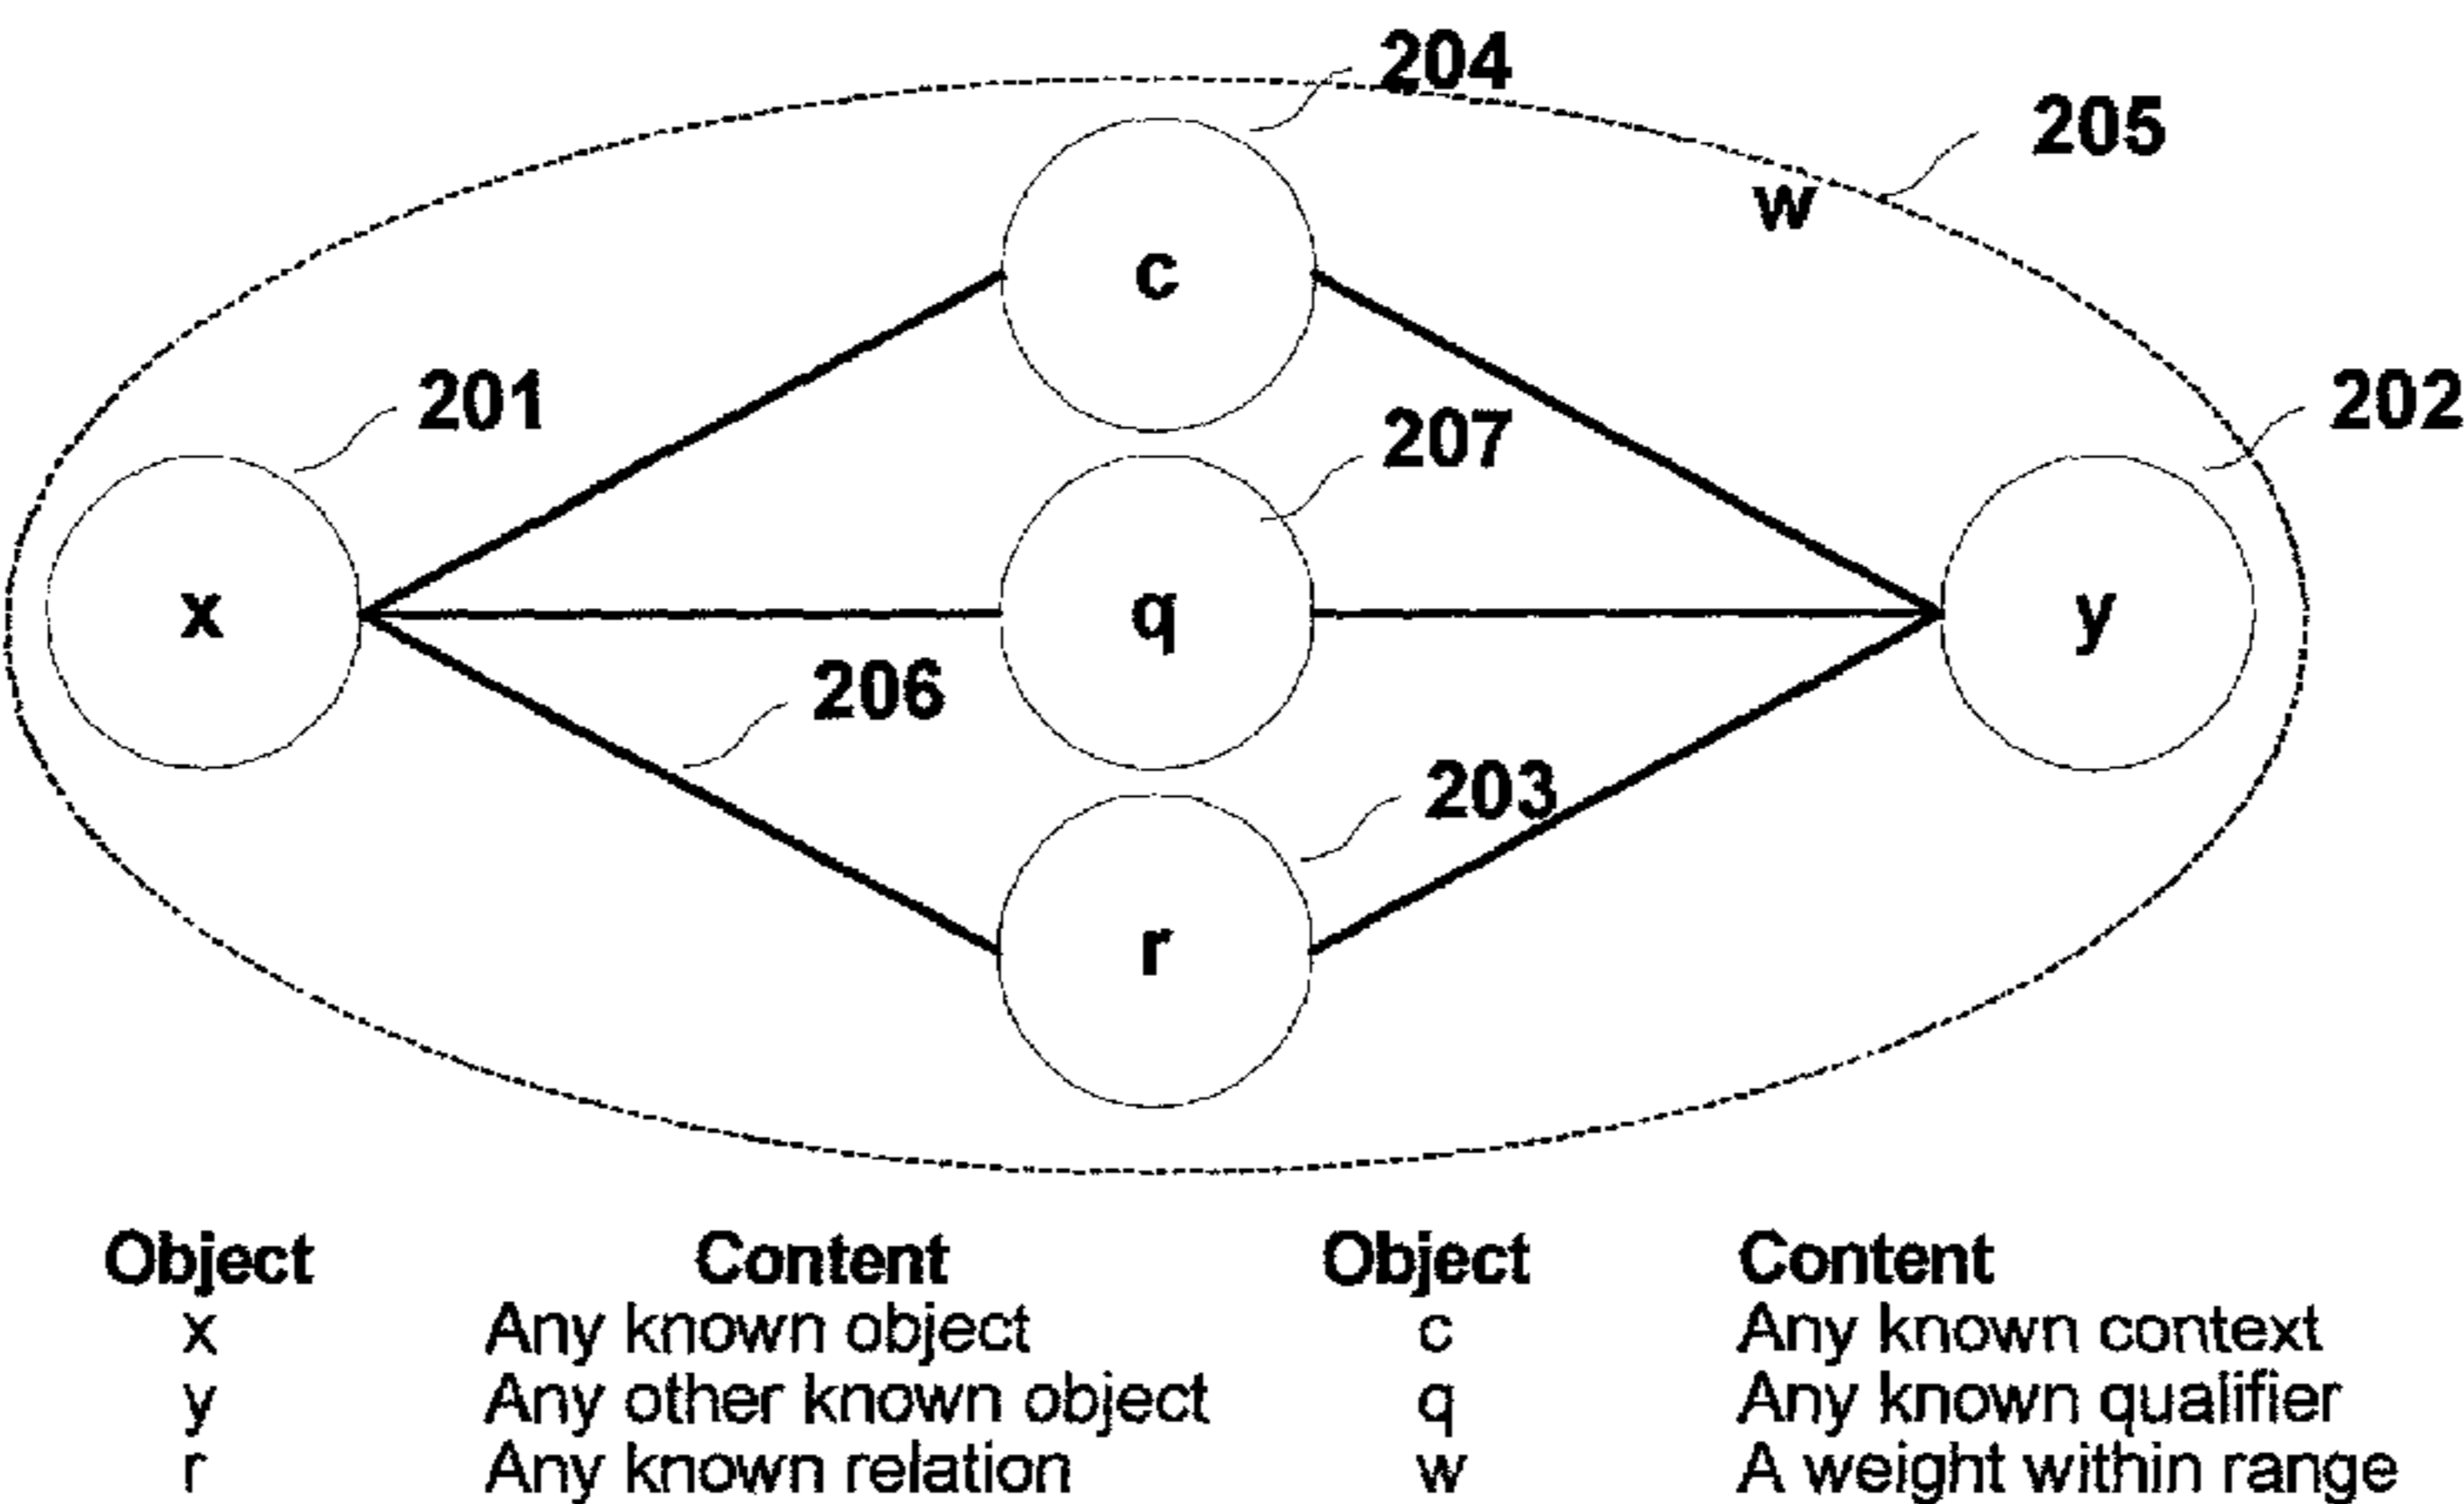 204
205
w
c
201
207
202
x
q
y
206
203
r
Object Content Object Content
x Any known object c Any known context
y Any other known object q Any known qualifier
r Any known relation w A weight within range